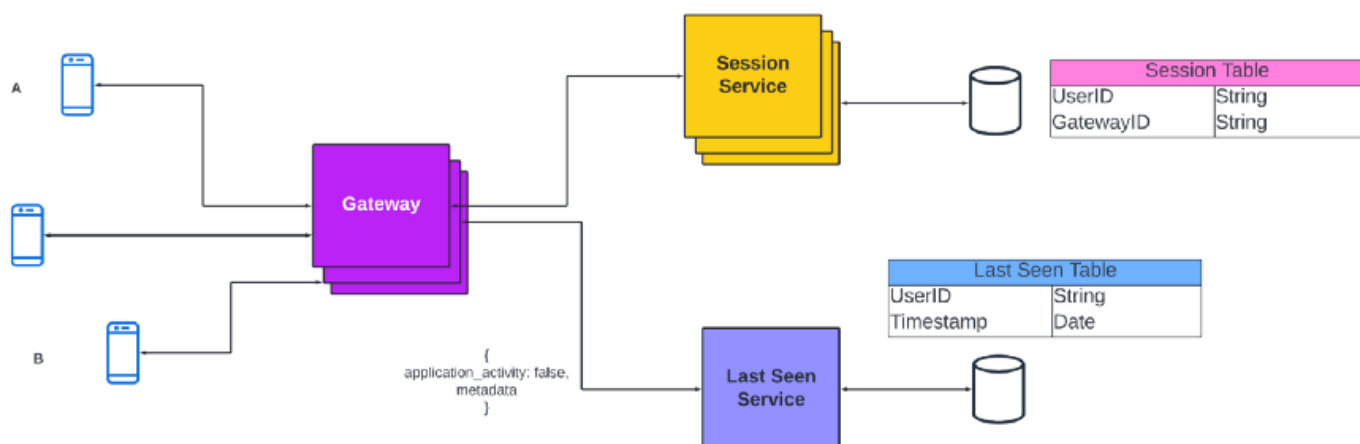 A
B
Gateway
{
application_activity: false,
metadata
}
Session
Service
Session Table
UserID String
GatewayID String
Last Seen Table
UserID String
Timestamp Date
Last Seen
Service